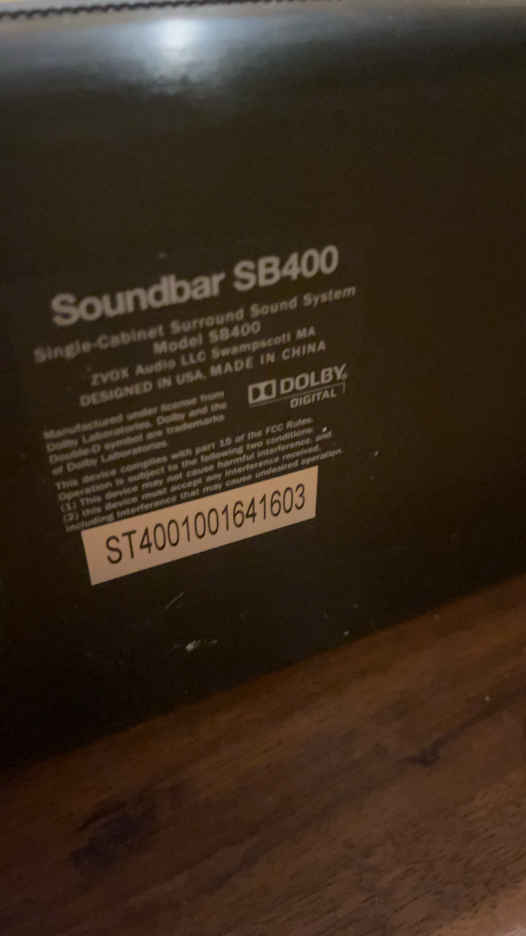 Soundbar SB400
Single-Cabinet Surround Sound System
Model SB400
ZVOX Audio LLC Swampscott MA
DESIGNED IN USA. MADE IN CHINA
Manufactured under license from
Dolby Laboratories. Dolby and the
Double-D symbol are trademarks
of Dolby Laboratories.
DOLBY
DIGITAL
This device complies with part 15 of the FCC Rules.
Operation is subject to the following two conditions:
(1) This device may not cause harmful interference, and
(2) this device must accept any interference received,
including interference that may cause undesired operation.
ST4001001641603